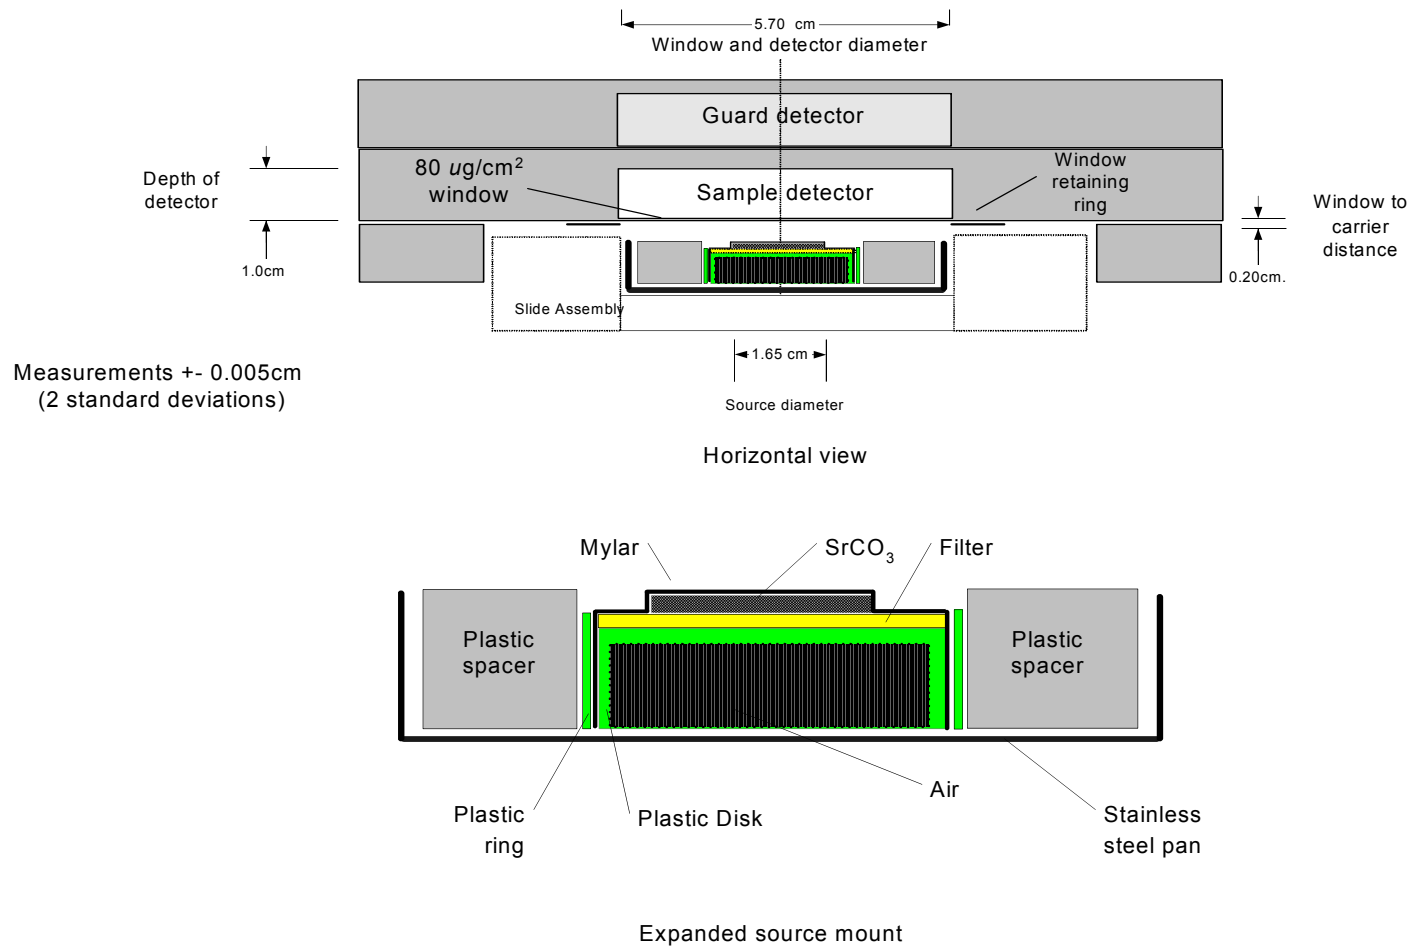 5.70 cm
Window and detector diameter
Guard detector
80 ug/cm²
window
Sample detector
Window
retaining
ring
Depth of
detector
Window to
carrier
distance
1.0cm
0.20cm.
Slide Assembly
1.65 cm
Source diameter
Measurements +- 0.005cm
(2 standard deviations)
Horizontal view
Mylar
SrCO₃
Filter
Plastic
spacer
Plastic
spacer
Air
Plastic
ring
Plastic Disk
Stainless
steel pan
Expanded source mount